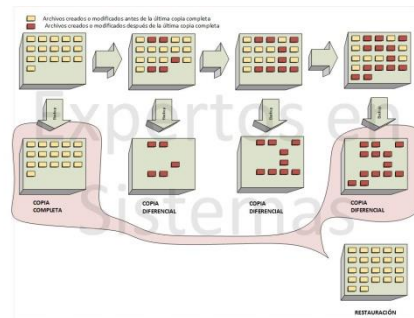 Archivos creados o modificados antes de la última copia completa
Archivos creados o modificados después de la última copia completa
Expertos en
Sistemas
COPIA
COMPLETA
COPIA
DIFERENCIAL
COPIA
DIFERENCIAL
COPIA
DIFERENCIAL
RESTAURACIÓN